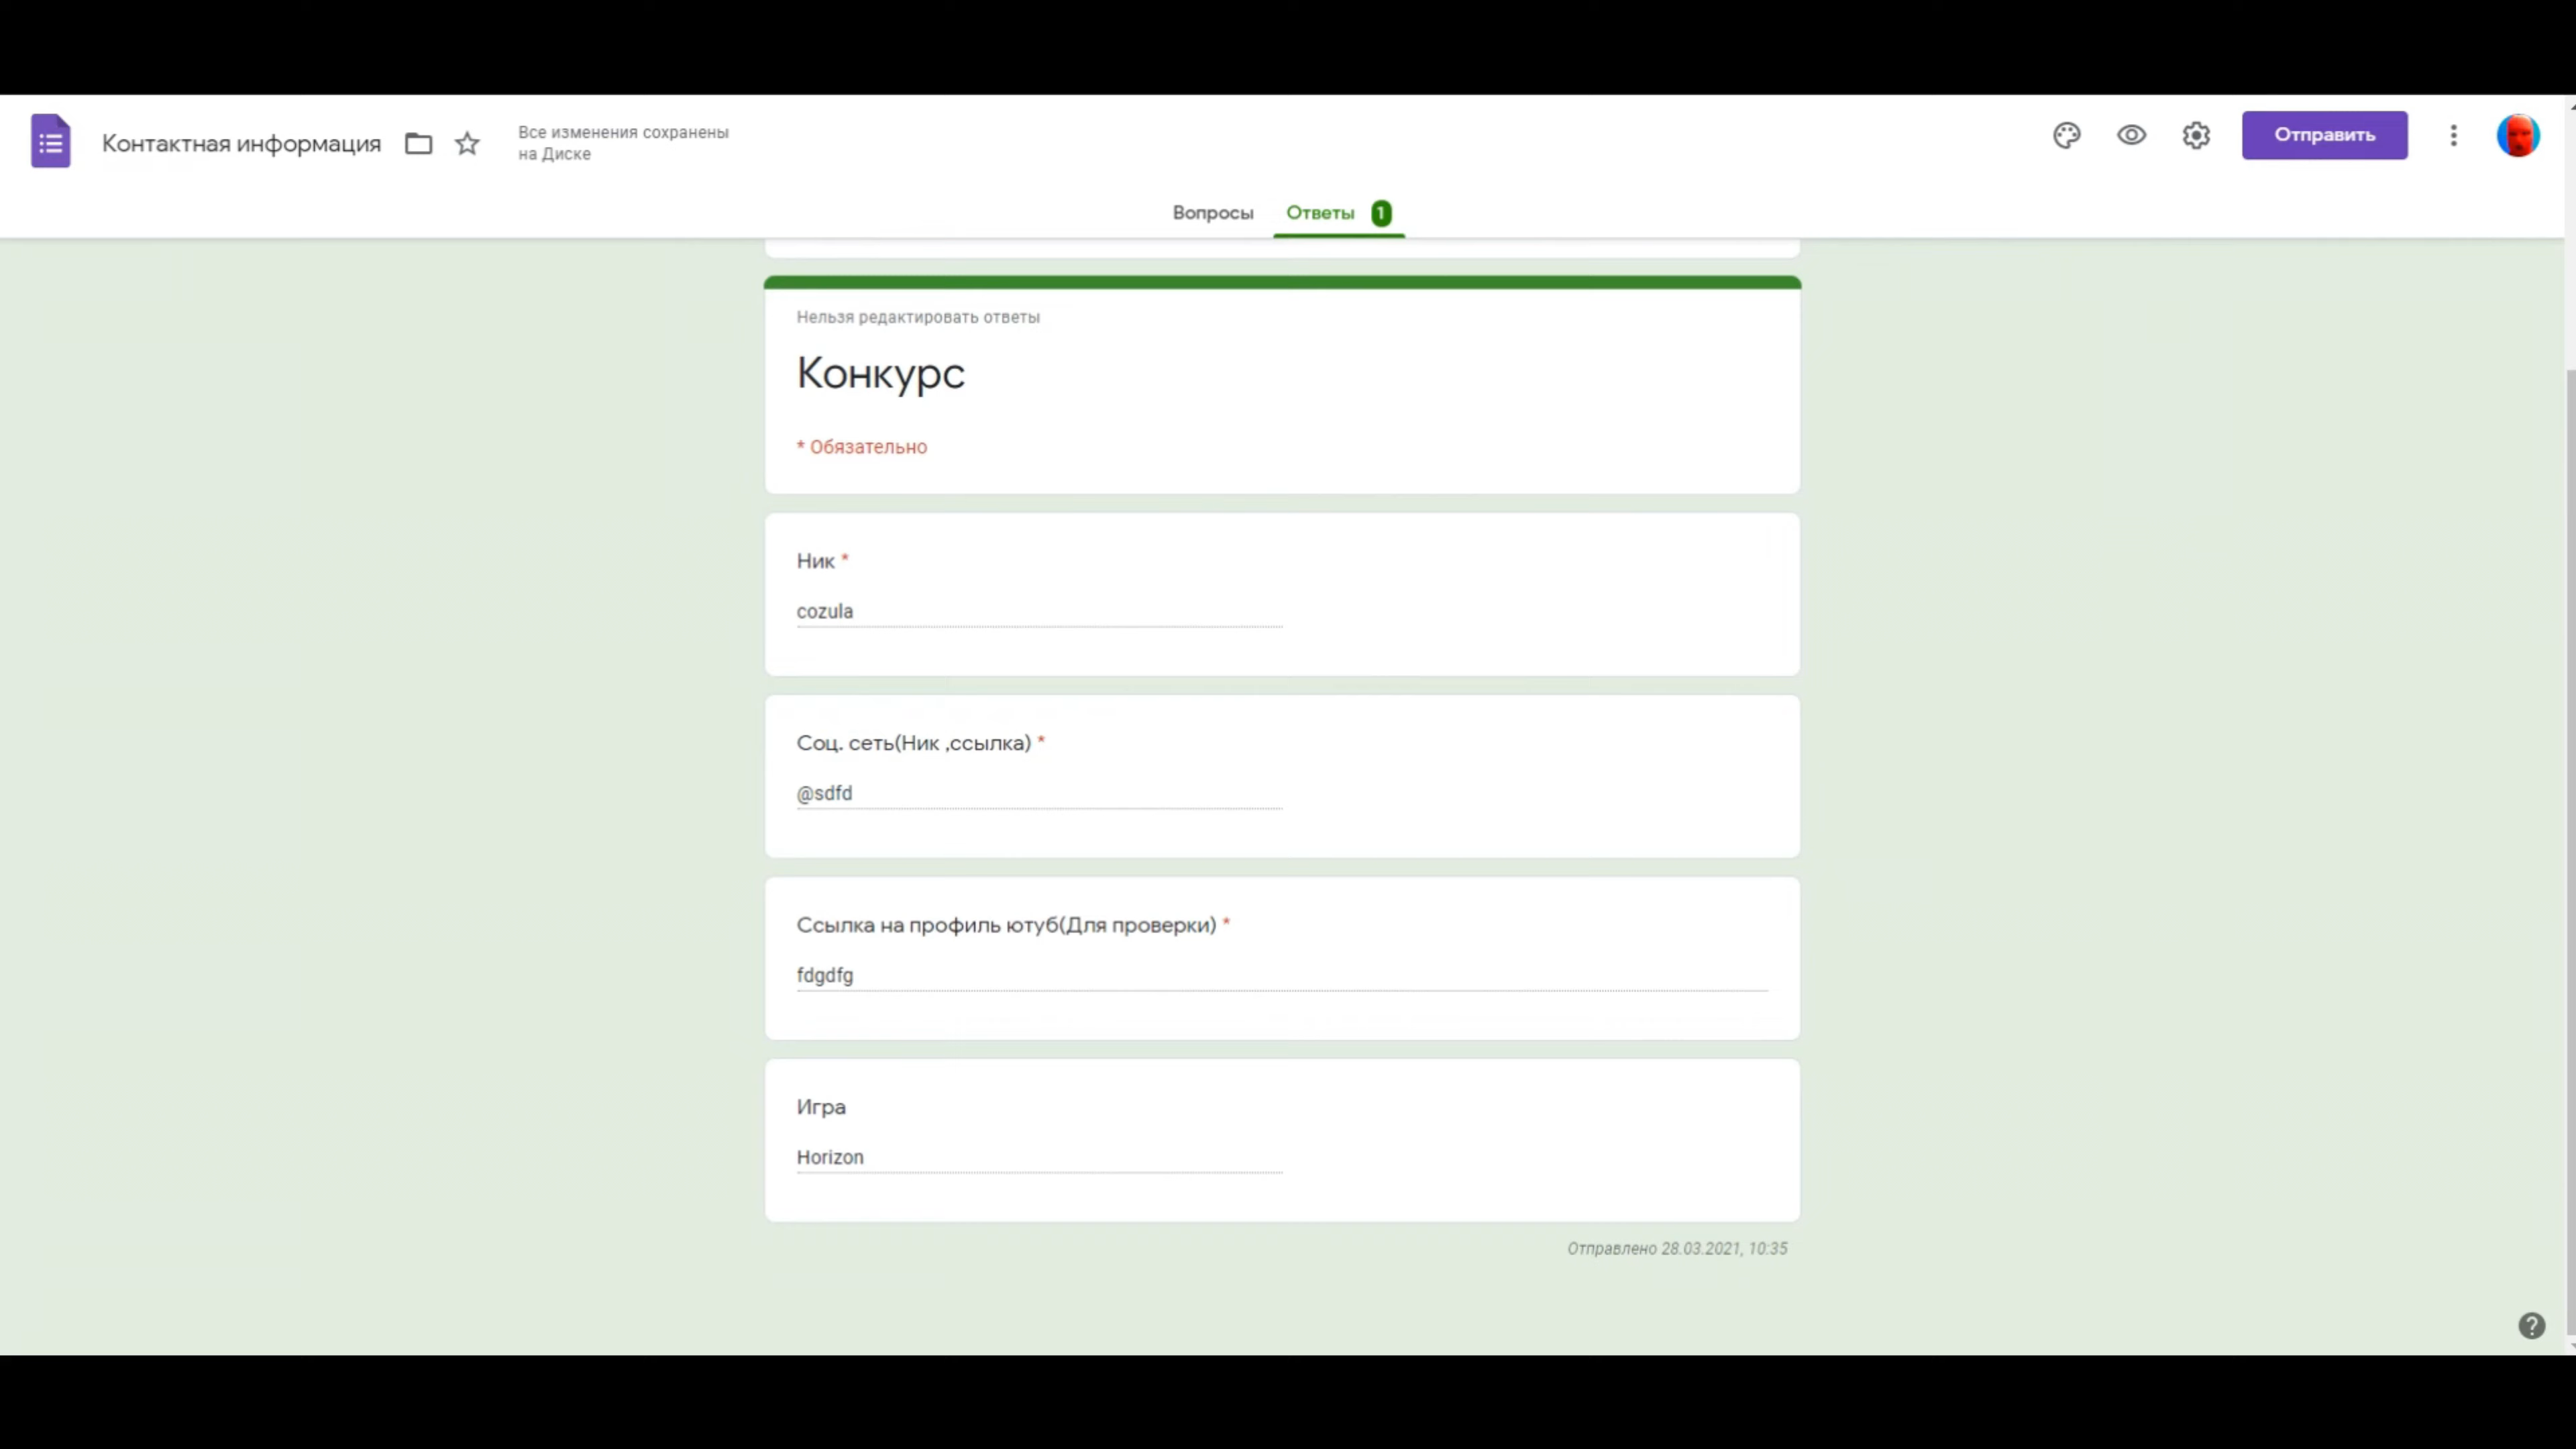 Контактная информация
Все изменения сохранены
на Диске
Отправить
Вопросы
Ответы 1
Нельзя редактировать ответы
Конкурс
* Обязательно
Ник *
cozula
Соц. сеть(Ник ,ссылка) *
@sdfd
Ссылка на профиль ютуб(Для проверки) *
fdgdfg
Игра
Horizon
Отправлено 28.03.2021, 10:35